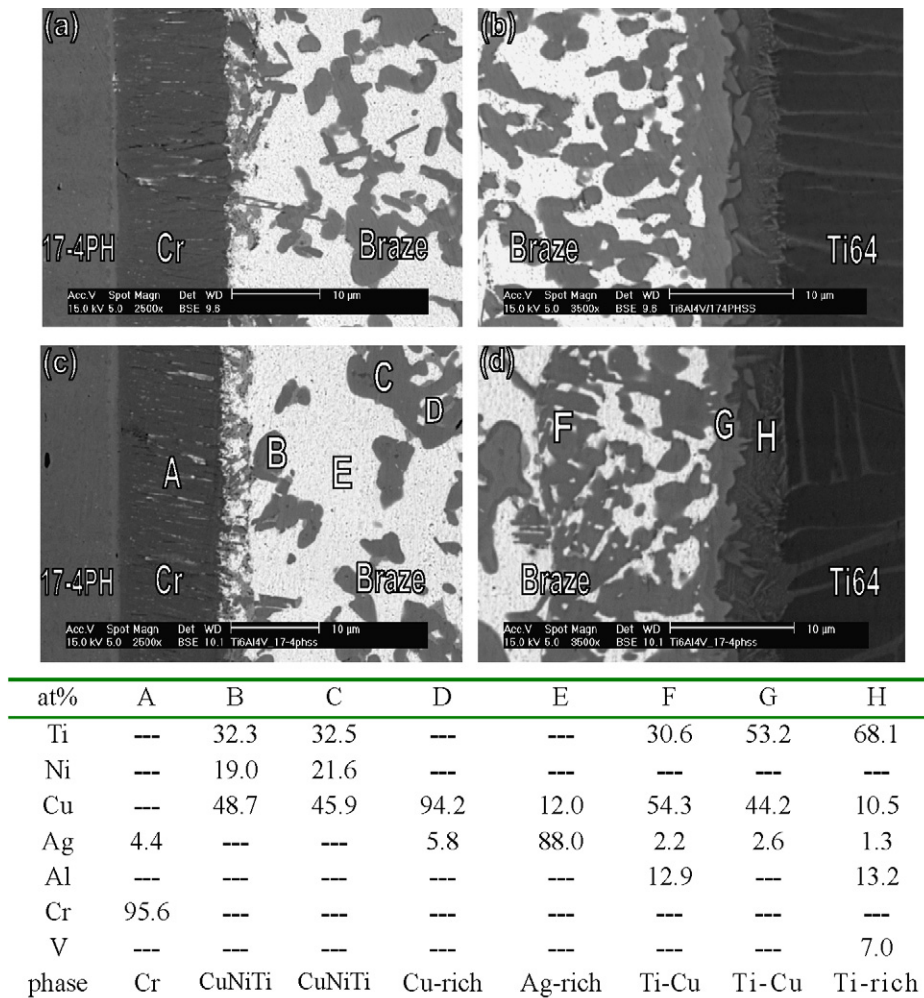 (a)
17-4PH Cr Braze
Acc.V Spot Magn Det WD 10 µm
15.0 kV 5.0 2500x BSE 9.6
(b)
Braze Ti64
Acc.V Spot Magn Det WD 10 µm
15.0 kV 5.0 3500x BSE 9.6 Ti6Al4V/174PHSS
(c)
C
D
B
A E
17-4PH Cr Braze
Acc.V Spot Magn Det WD 10 µm
15.0 kV 5.0 2500x BSE 10.1 Ti6Al4V_17-4phss
(d)
F G H
Braze Ti64
Acc.V Spot Magn Det WD 10 µm
15.0 kV 5.0 3500x BSE 10.1 Ti6Al4V_17-4phss
at% A B C D E F G H
Ti --- 32.3 32.5 --- --- 30.6 53.2 68.1
Ni --- 19.0 21.6 --- --- --- --- ---
Cu --- 48.7 45.9 94.2 12.0 54.3 44.2 10.5
Ag 4.4 --- --- 5.8 88.0 2.2 2.6 1.3
Al --- --- --- --- --- 12.9 --- 13.2
Cr 95.6 --- --- --- --- --- --- ---
V --- --- --- --- --- --- --- 7.0
phase Cr CuNiTi CuNiTi Cu-rich Ag-rich Ti-Cu Ti-Cu Ti-rich